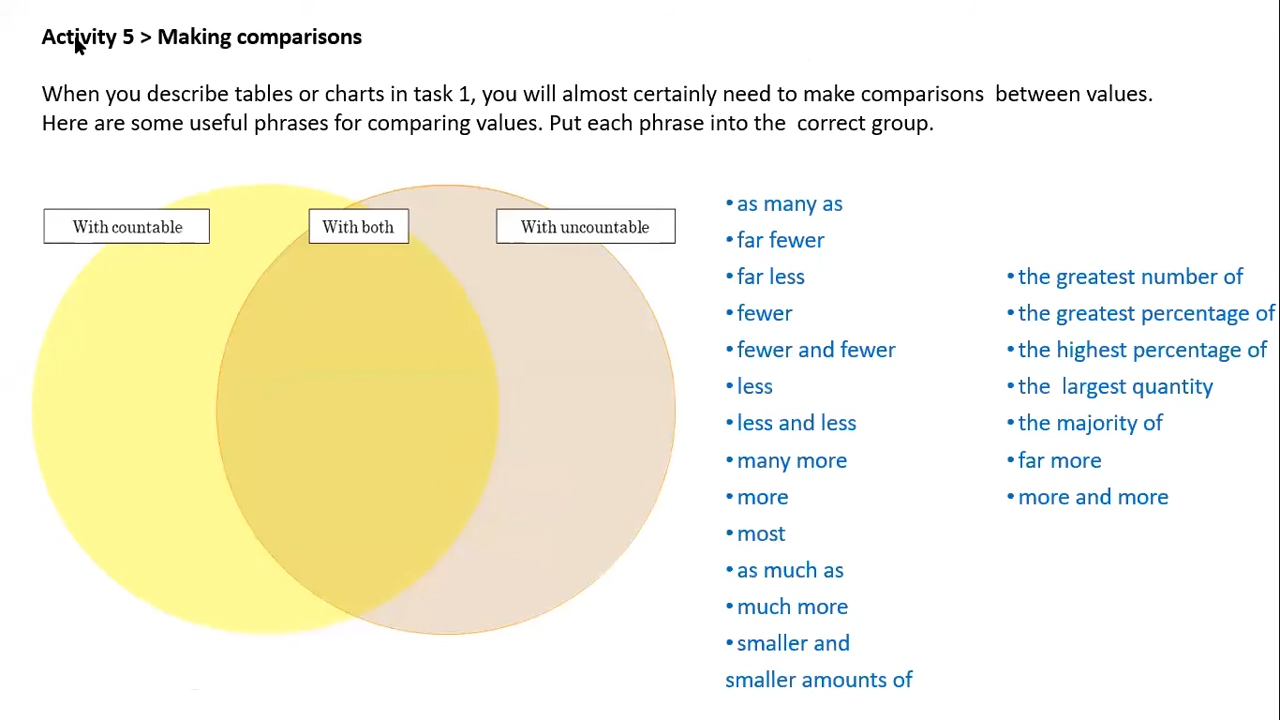 Activity 5 > Making comparisons
When you describe tables or charts in task 1, you will almost certainly need to make comparisons between values.
Here are some useful phrases for comparing values. Put each phrase into the correct group.
With countable
With both
With uncountable
• as many as
• far fewer
• far less
• fewer
• fewer and fewer
• less
• less and less
• many more
• more
• most
• as much as
• much more
• smaller and
smaller amounts of
• the greatest number of
• the greatest percentage of
• the highest percentage of
• the largest quantity
• the majority of
• far more
• more and more